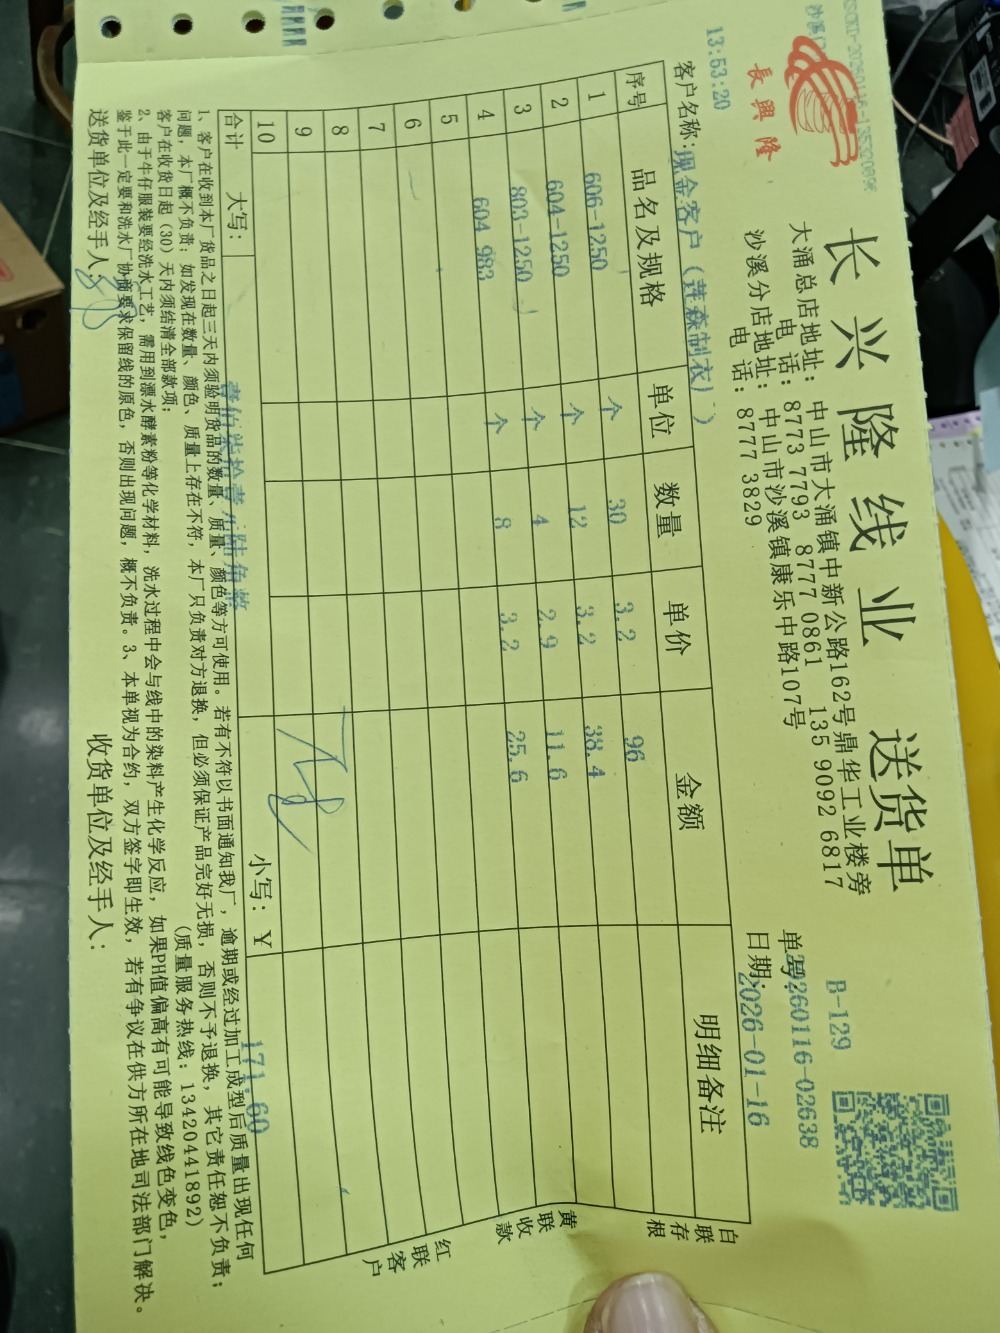 長興隆
长兴隆线业 送货单
大涌总店地址:中山市大涌镇中新公路162号鼎华工业楼旁
电 话:8773 7793 8777 0861 135 9092 6817
沙溪分店地址:中山市沙溪镇康乐中路107号
电 话:8777 3829
B-129
单号:20260116-02638
日期:2026-01-16
13:53:20
客户名称:现金客户(森制衣)
序号 品名及规格 单位 数量 单价 金额 明细备注
1 606-1250 个 30 3.2 96
2 604-1250 个 12 3.2 38.4
3 803-1250 个 4 2.9 11.6
4 604 983 个 8 3.2 25.6
5
6
7
8
9
10
合计 大写:壹佰柒拾壹元陆角整 小写:¥ 171.60
1、客户在收到本厂货品之日起三天内须验明货品的数量、质量、颜色等方可使用。若有不符以书面通知我厂,逾期或经过加工成型后质量出现任何
问题,本厂概不负责;如发现在数量、颜色、质量上存在不符,本厂只负责对方退换,但必须保证产品完好无损,否则不予退换,其它责任恕不负责;
客户在收货日起(30)天内须结清全部款项; (质量服务热线:13420441892)
2、由于牛仔服装要经洗水工艺,需用到漂水酵素粉等化学材料,洗水过程中会与线中的染料产生化学反应,如果PH值偏高有可能导致线色变色,
鉴于此一定要和洗水厂协商要求保留线的原色,否则出现问题,概不负责。3、本单视为合约,双方签字即生效,若有争议在供方所在地司法部门解决。
送货单位及经手人: 收货单位及经手人:
白联存根
黄联收款
红联客户